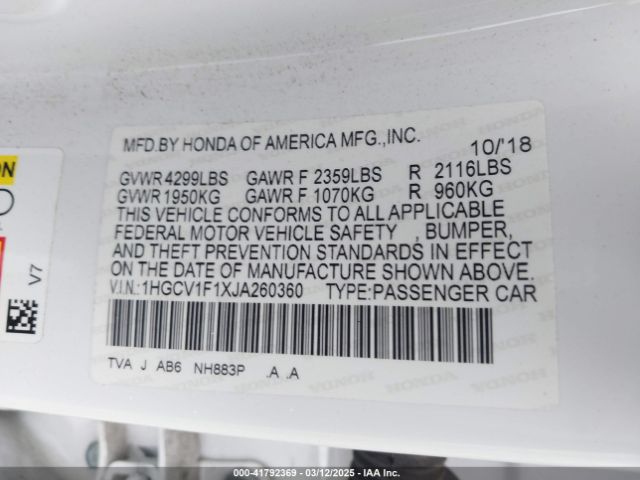 MFD.BY HONDA OF AMERICA MFG.,INC. 10/'18
GVWR 4299LBS GAWR F 2359LBS R 2116LBS
GVWR 1950KG GAWR F 1070KG R 960KG
THIS VEHICLE CONFORMS TO ALL APPLICABLE
FEDERAL MOTOR VEHICLE SAFETY , BUMPER,
AND THEFT PREVENTION STANDARDS IN EFFECT
ON THE DATE OF MANUFACTURE SHOWN ABOVE.
V.I.N.:1HGCV1F1XJA260360 TYPE:PASSENGER CAR
TVA J AB6 NH883P .A .A
ON
V7
HONDA
000-41792369 - 03/12/2025 - IAA Inc.